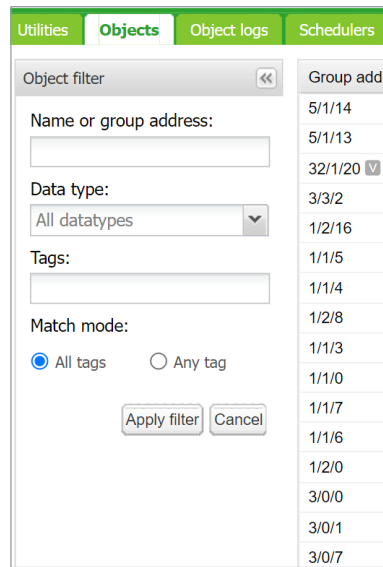 Utilities Objects Object logs Schedulers
Object filter
Name or group address:
Data type:
All datatypes
Tags:
Match mode:
All tags Any tag
Apply filter Cancel
Group add
5/1/14
5/1/13
32/1/20 V
3/3/2
1/2/16
1/1/5
1/1/4
1/2/8
1/1/3
1/1/0
1/1/7
1/1/6
1/2/0
3/0/0
3/0/1
3/0/7